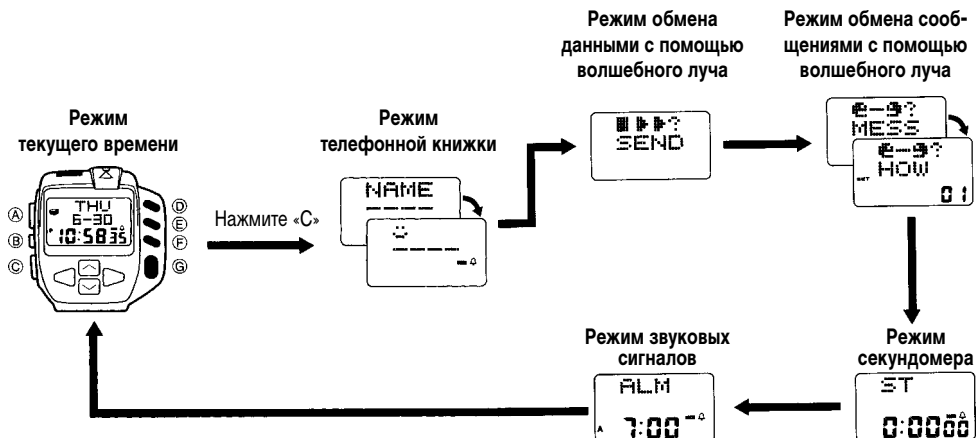 Режим обмена
данными с помощью
волшебного луча
Режим обмена сооб-
щениями с помощью
волшебного луча
Режим
текущего времени
Режим
телефонной книжки
SEND
MESS
HOW
01
NAME
THU
6-30
10:58 35
A
B
C
D
E
F
G
Нажмите «C»
Режим звуковых
сигналов
Режим
секундомера
ALM
A 7:00
ST
0:00 00